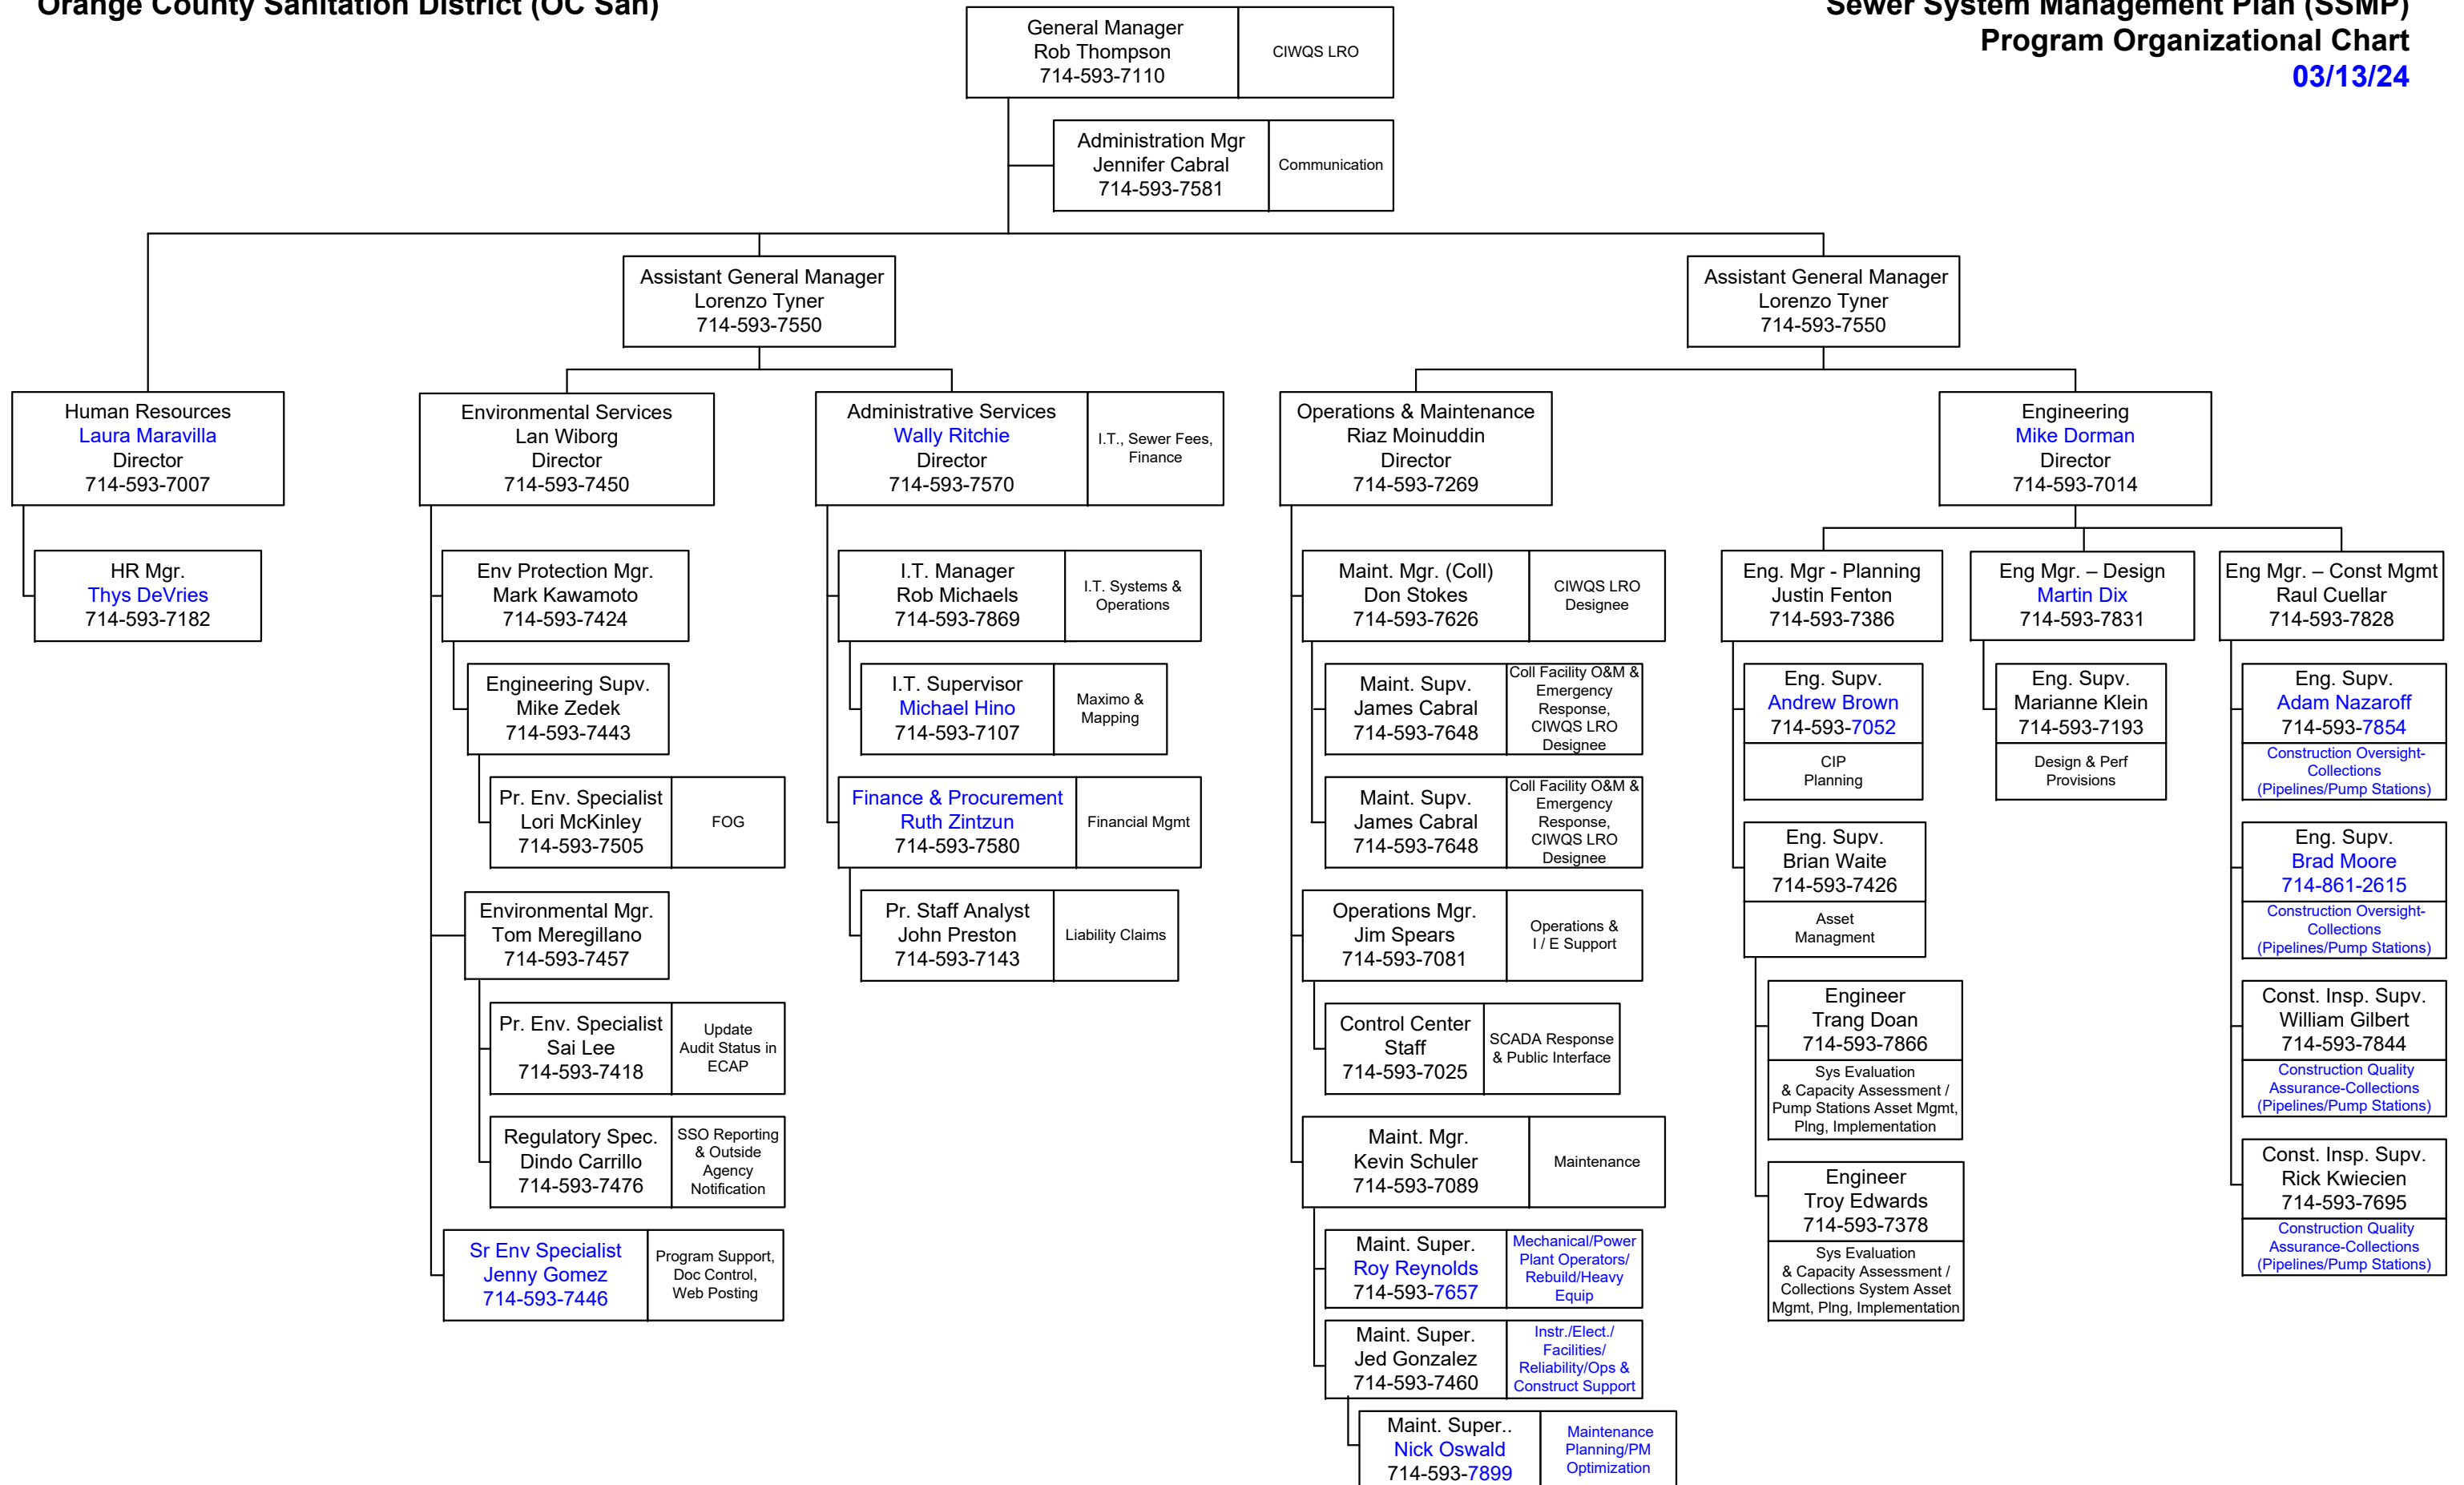 Orange County Sanitation District (OC San)
Sewer System Management Plan (SSMP)
Program Organizational Chart
03/13/24
General Manager
Rob Thompson
714-593-7110
CIWQS LRO
Administration Mgr
Jennifer Cabral
714-593-7581
Communication
Assistant General Manager
Lorenzo Tyner
714-593-7550
Assistant General Manager
Lorenzo Tyner
714-593-7550
Human Resources
Laura Maravilla
Director
714-593-7007
HR Mgr.
Thys DeVries
714-593-7182
Environmental Services
Lan Wiborg
Director
714-593-7450
Env Protection Mgr.
Mark Kawamoto
714-593-7424
Engineering Supv.
Mike Zedek
714-593-7443
Pr. Env. Specialist
Lori McKinley
714-593-7505
FOG
Environmental Mgr.
Tom Meregillano
714-593-7457
Pr. Env. Specialist
Sai Lee
714-593-7418
Update
Audit Status in
ECAP
Regulatory Spec.
Dindo Carrillo
714-593-7476
SSO Reporting
& Outside
Agency
Notification
Sr Env Specialist
Jenny Gomez
714-593-7446
Program Support,
Doc Control,
Web Posting
Administrative Services
Wally Ritchie
Director
714-593-7570
I.T., Sewer Fees,
Finance
I.T. Manager
Rob Michaels
714-593-7869
I.T. Systems &
Operations
I.T. Supervisor
Michael Hino
714-593-7107
Maximo &
Mapping
Finance & Procurement
Ruth Zintzun
714-593-7580
Financial Mgmt
Pr. Staff Analyst
John Preston
714-593-7143
Liability Claims
Operations & Maintenance
Riaz Moinuddin
Director
714-593-7269
Maint. Mgr. (Coll)
Don Stokes
714-593-7626
CIWQS LRO
Designee
Maint. Supv.
James Cabral
714-593-7648
Coll Facility O&M &
Emergency
Response,
CIWQS LRO
Designee
Maint. Supv.
James Cabral
714-593-7648
Coll Facility O&M &
Emergency
Response,
CIWQS LRO
Designee
Operations Mgr.
Jim Spears
714-593-7081
Operations &
I / E Support
Control Center
Staff
714-593-7025
SCADA Response
& Public Interface
Maint. Mgr.
Kevin Schuler
714-593-7089
Maintenance
Maint. Super.
Roy Reynolds
714-593-7657
Mechanical/Power
Plant Operators/
Rebuild/Heavy
Equip
Maint. Super.
Jed Gonzalez
714-593-7460
Instr./Elect./
Facilities/
Reliability/Ops &
Construct Support
Maint. Super..
Nick Oswald
714-593-7899
Maintenance
Planning/PM
Optimization
Engineering
Mike Dorman
Director
714-593-7014
Eng. Mgr - Planning
Justin Fenton
714-593-7386
Eng. Supv.
Andrew Brown
714-593-7052
CIP
Planning
Eng. Supv.
Brian Waite
714-593-7426
Asset
Managment
Engineer
Trang Doan
714-593-7866
Sys Evaluation
& Capacity Assessment /
Pump Stations Asset Mgmt,
Plng, Implementation
Engineer
Troy Edwards
714-593-7378
Sys Evaluation
& Capacity Assessment /
Collections System Asset
Mgmt, Plng, Implementation
Eng Mgr. – Design
Martin Dix
714-593-7831
Eng. Supv.
Marianne Klein
714-593-7193
Design & Perf
Provisions
Eng Mgr. – Const Mgmt
Raul Cuellar
714-593-7828
Eng. Supv.
Adam Nazaroff
714-593-7854
Construction Oversight-
Collections
(Pipelines/Pump Stations)
Eng. Supv.
Brad Moore
714-861-2615
Construction Oversight-
Collections
(Pipelines/Pump Stations)
Const. Insp. Supv.
William Gilbert
714-593-7844
Construction Quality
Assurance-Collections
(Pipelines/Pump Stations)
Const. Insp. Supv.
Rick Kwiecien
714-593-7695
Construction Quality
Assurance-Collections
(Pipelines/Pump Stations)